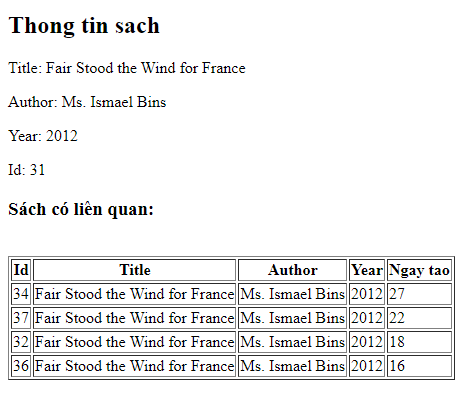 Thong tin sach
Title: Fair Stood the Wind for France
Author: Ms. Ismael Bins
Year: 2012
Id: 31
Sách có liên quan:
Id Title Author Year Ngay tao
34 Fair Stood the Wind for France Ms. Ismael Bins 2012 27
37 Fair Stood the Wind for France Ms. Ismael Bins 2012 22
32 Fair Stood the Wind for France Ms. Ismael Bins 2012 18
36 Fair Stood the Wind for France Ms. Ismael Bins 2012 16